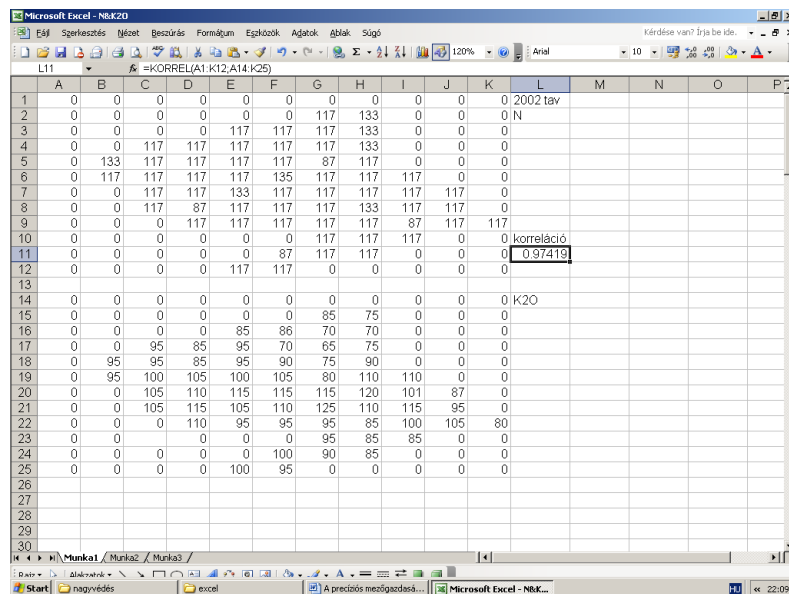 Microsoft Excel - N&K2O
Fájl Szerkesztés Nézet Beszúrás Formátum Eszközök Adatok Ablak Súgó Kérdése van? Írja be ide.
120% Arial 10
L11 fx =KORREL(A1:K12;A14:K25)
A B C D E F G H I J K L M N O P
1 0 0 0 0 0 0 0 0 0 0 0 2002 tav
2 0 0 0 0 0 0 117 133 0 0 0 N
3 0 0 0 0 117 117 117 133 0 0 0
4 0 0 117 117 117 117 117 133 0 0 0
5 0 133 117 117 117 117 87 117 0 0 0
6 0 117 117 117 117 135 117 117 117 0 0
7 0 0 117 117 133 117 117 117 117 117 0
8 0 0 117 87 117 117 117 133 117 117 0
9 0 0 0 117 117 117 117 117 87 117 117
10 0 0 0 0 0 0 117 117 117 0 0 korreláció
11 0 0 0 0 0 87 117 117 0 0 0 0.97419
12 0 0 0 0 117 117 0 0 0 0 0
13
14 0 0 0 0 0 0 0 0 0 0 0 K2O
15 0 0 0 0 0 0 85 75 0 0 0
16 0 0 0 0 85 86 70 70 0 0 0
17 0 0 95 85 95 70 65 75 0 0 0
18 0 95 95 85 95 90 75 90 0 0 0
19 0 95 100 105 100 105 80 110 110 0 0
20 0 0 105 110 115 115 115 120 101 87 0
21 0 0 105 115 105 110 125 110 115 95 0
22 0 0 0 110 95 95 95 85 100 105 80
23 0 0 0 0 0 95 85 85 0 0
24 0 0 0 0 0 100 90 85 0 0 0
25 0 0 0 0 100 95 0 0 0 0 0
26
27
28
29
30
Munka1 Munka2 Munka3
Rajz Alakzatok
Start nagyvédés excel A precíziós mezőgazdasá... Microsoft Excel - N&K... HU 22:09